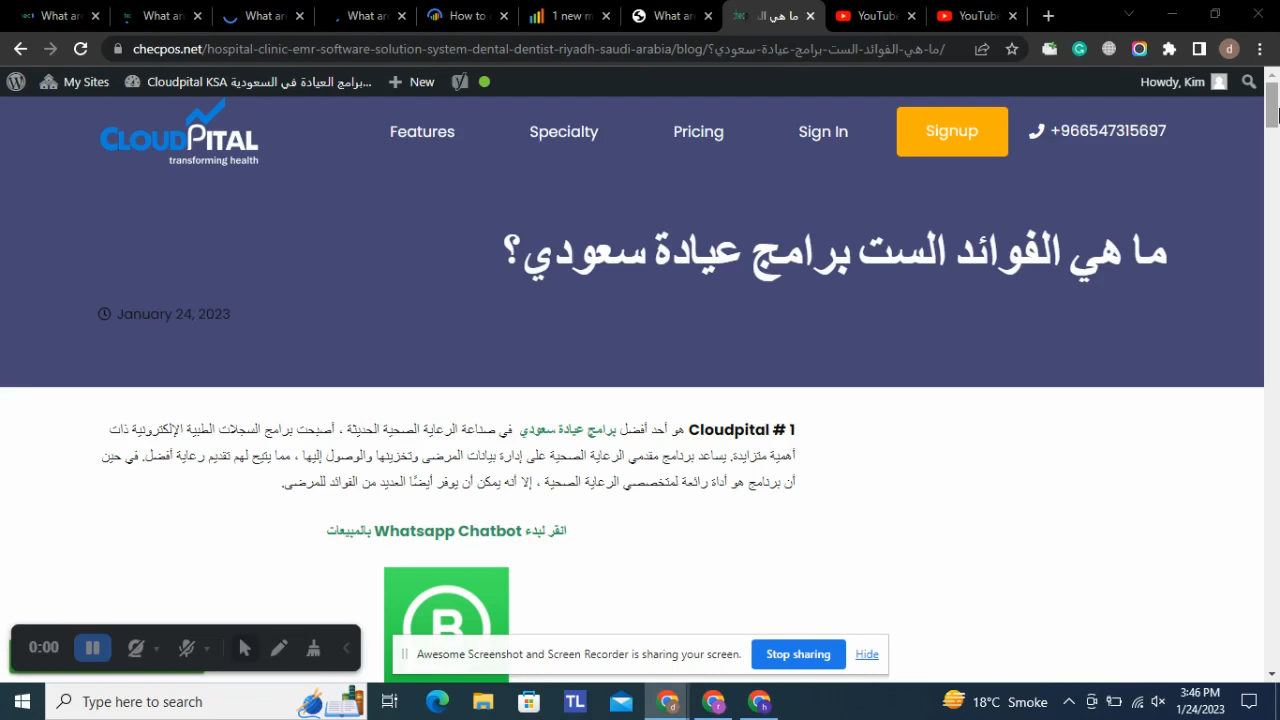 What are
What are
What are
What are
How to
1 new m
What are
ما هي ال
YouTube
YouTube
checpos.net/hospital-clinic-emr-software-solution-system-dental-dentist-riyadh-saudi-arabia/blog/ما-هي-الفوائد-الست-برامج-عيادة-سعودي؟/
d
My Sites
Cloudpital KSA برامج العيادة في السعودية...
New
Howdy, Kim
CLOUDPITAL
transforming health
Features
Specialty
Pricing
Sign In
Signup
+966547315697
ما هي الفوائد الست برامج عيادة سعودي؟
January 24, 2023
Cloudpital # 1 هو أحد أفضل برامج عيادة سعودي في صناعة الرعاية الصحية الحديثة ، أصبحت برامج السجلات الطبية الإلكترونية ذات
أهمية متزايدة. يساعد برنامج مقدمي الرعاية الصحية على إدارة بيانات المرضى وتخزينها والوصول إليها ، مما يتيح لهم تقديم رعاية أفضل. في حين
أن برنامج هو أداة رائعة لمتخصصي الرعاية الصحية ، إلا أنه يمكن أن يوفر أيضًا العديد من الفوائد للمرضى.
انقر لبدء Whatsapp Chatbot بالمبيعات
B
0:00
Awesome Screenshot and Screen Recorder is sharing your screen.
Stop sharing
Hide
Type here to search
TL
d
r
h
18°C Smoke
3:46 PM
1/24/2023